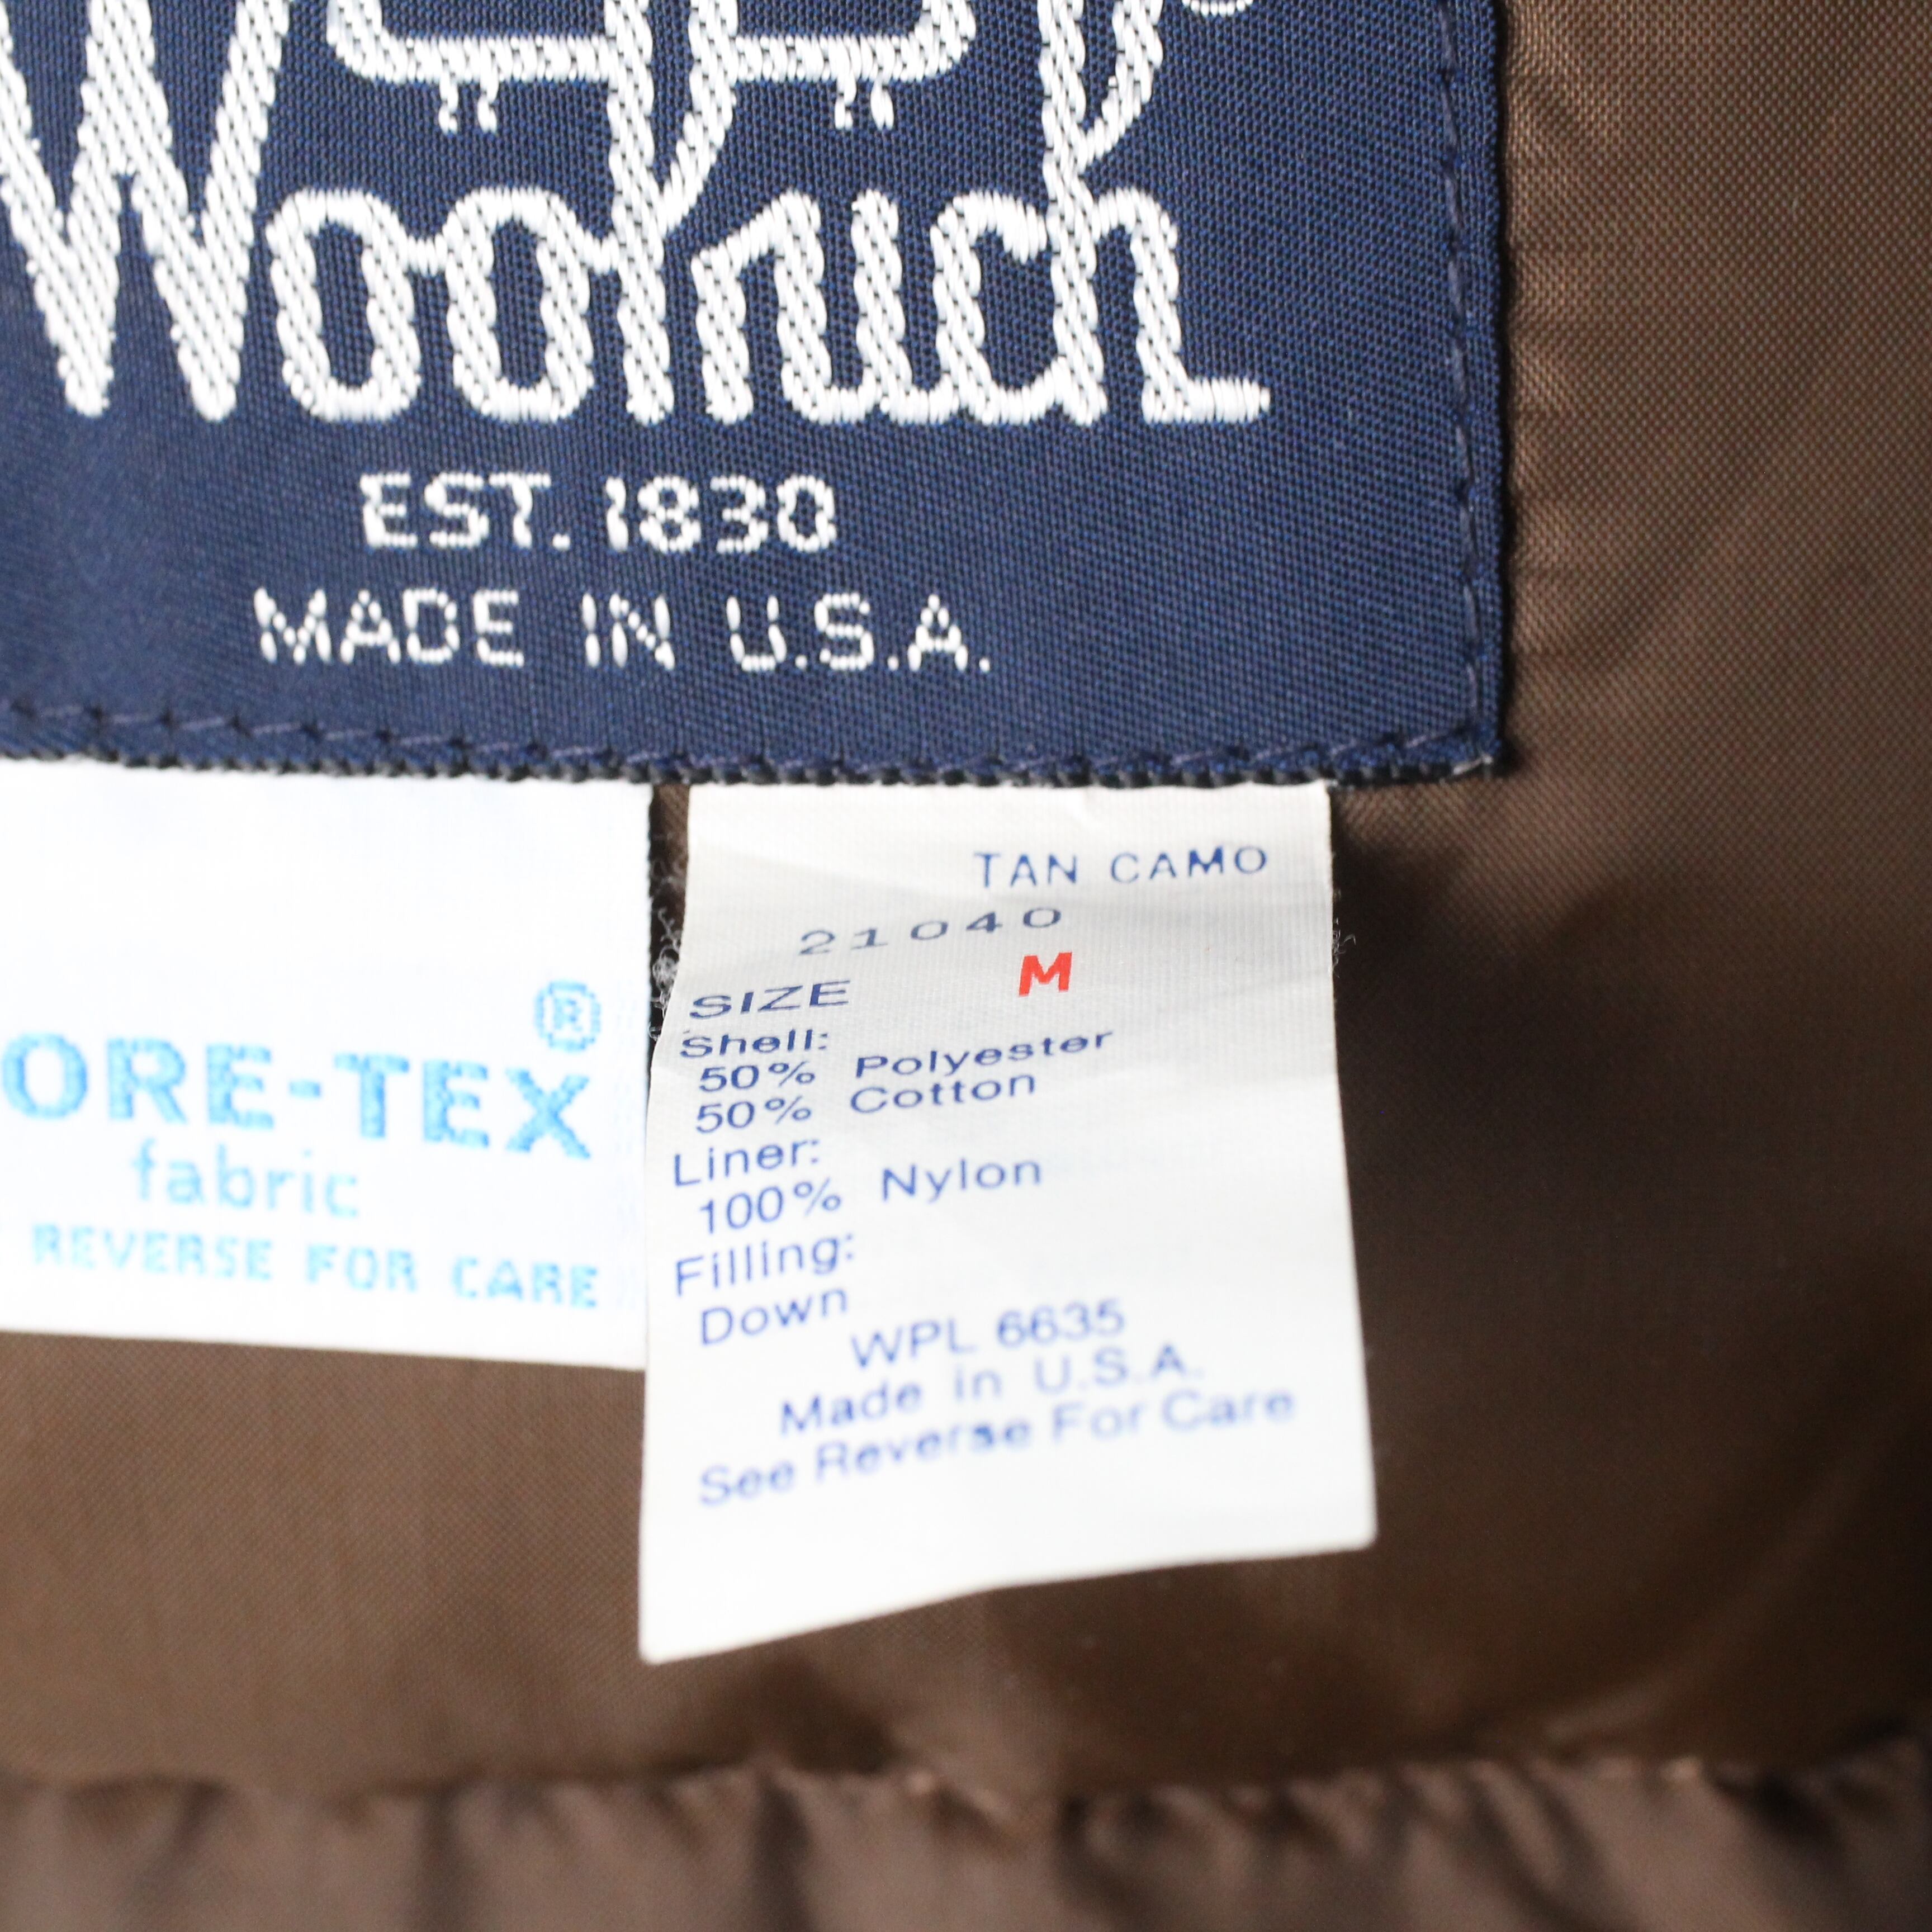 Woolrich
EST. 1830
MADE IN U.S.A.
ORE-TEX®
fabric
REVERSE FOR CARE
TAN CAMO
21040
SIZE M
Shell:
50% Polyester
50% Cotton
Liner:
100% Nylon
Filling:
Down
WPL 6635
Made in U.S.A.
See Reverse For Care